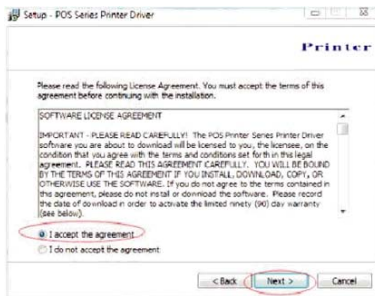 Setup - POS Series Printer Driver
Printer
Please read the following License Agreement. You must accept the terms of this
agreement before continuing with the installation.
SOFTWARE LICENSE AGREEMENT
IMPORTANT - PLEASE READ CAREFULLY! The POS Printer Series Printer Driver
software you are about to download will be licensed to you, the licensee, on the
condition that you agree with the terms and conditions set forth in this legal
agreement. PLEASE READ THIS AGREEMENT CAREFULLY. YOU WILL BE BOUND
BY THE TERMS OF THIS AGREEMENT IF YOU INSTALL, DOWNLOAD, COPY, OR
OTHERWISE USE THE SOFTWARE. If you do not agree to the terms contained in
this agreement, please do not install or download the software. Please record
the date of download in order to activate the limited ninety (90) day warranty
(see below).
I accept the agreement
I do not accept the agreement
< Back Next > Cancel